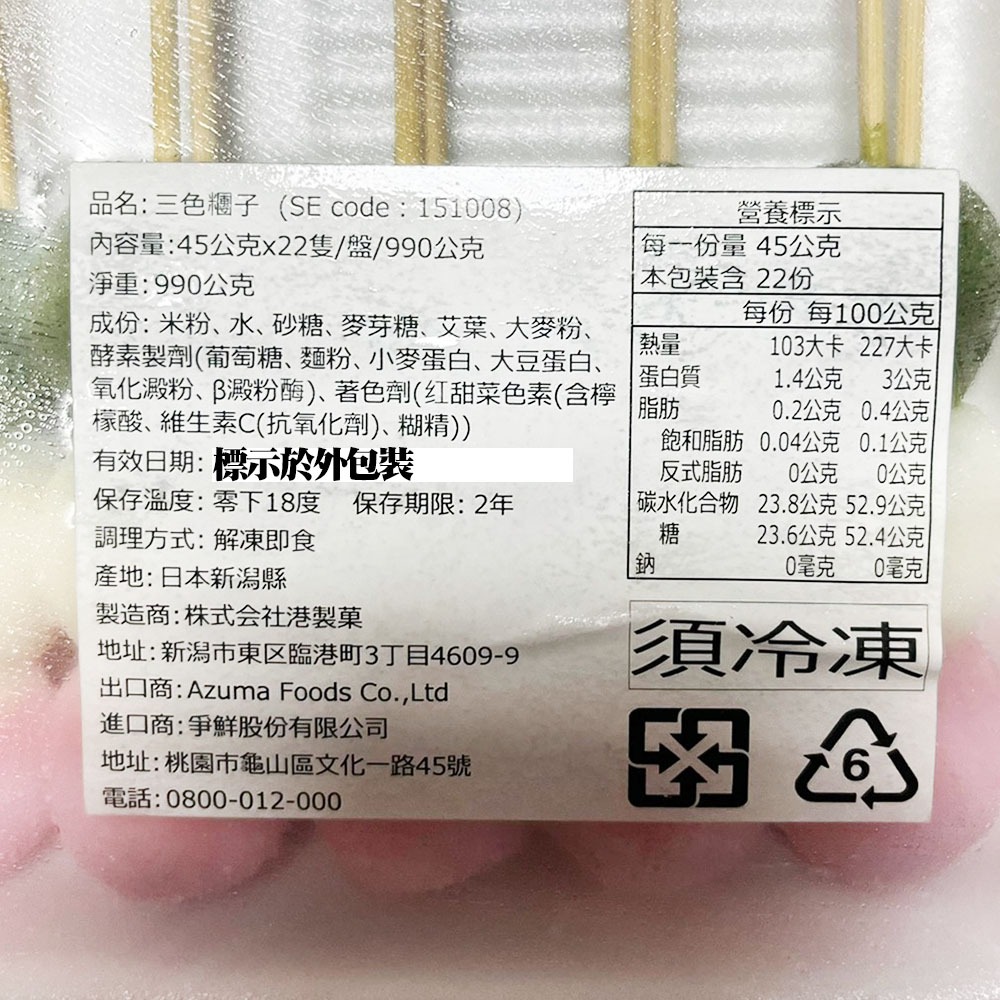 品名: 三色糰子 (SE code : 151008)
內容量:45公克x22隻/盤/990公克
淨重:990公克
成份: 米粉、水、砂糖、麥芽糖、艾葉、大麥粉、
酵素製劑(葡萄糖、麵粉、小麥蛋白、大豆蛋白、
氧化澱粉、β澱粉酶)、著色劑(红甜菜色素(含檸
檬酸、維生素C(抗氧化劑)、糊精))
有效日期: 標示於外包裝
保存溫度: 零下18度 保存期限: 2年
調理方式: 解凍即食
產地: 日本新潟縣
製造商:株式会社港製菓
地址:新潟市東区臨港町3丁目4609-9
出口商:Azuma Foods Co.,Ltd
進口商:爭鮮股份有限公司
地址:桃園市龜山區文化一路45號
電話:0800-012-000
營養標示
每一份量 45公克
本包裝含 22份
每份 每100公克
熱量 103大卡 227大卡
蛋白質 1.4公克 3公克
脂肪 0.2公克 0.4公克
飽和脂肪 0.04公克 0.1公克
反式脂肪 0公克 0公克
碳水化合物 23.8公克 52.9公克
糖 23.6公克 52.4公克
鈉 0毫克 0毫克
須冷凍
6